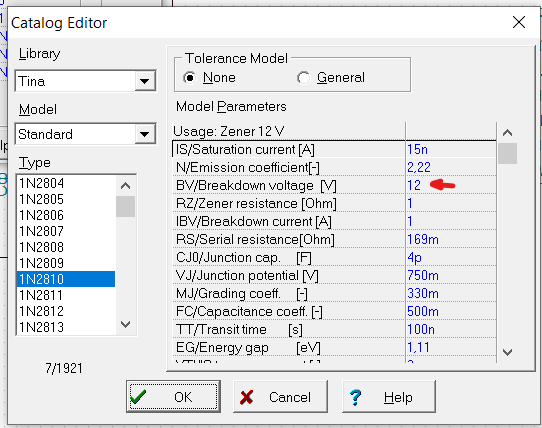 Catalog Editor
Library
Tina
Model
Standard
Type
1N2804
1N2805
1N2806
1N2807
1N2808
1N2809
1N2810
1N2811
1N2812
1N2813
7/1921
Tolerance Model
None
General
Model Parameters
Usage: Zener 12 V
IS/Saturation current [A] 15n
N/Emission coefficient[-] 2,22
BV/Breakdown voltage [V] 12
RZ/Zener resistance [Ohm] 1
IBV/Breakdown current [A] 1
RS/Serial resistance[Ohm] 169m
CJ0/Junction cap. [F] 4p
VJ/Junction potential [V] 750m
MJ/Grading coeff. [-] 330m
FC/Capacitance coeff. [-] 500m
TT/Transit time [s] 100n
EG/Energy gap [eV] 1,11
OK
Cancel
? Help